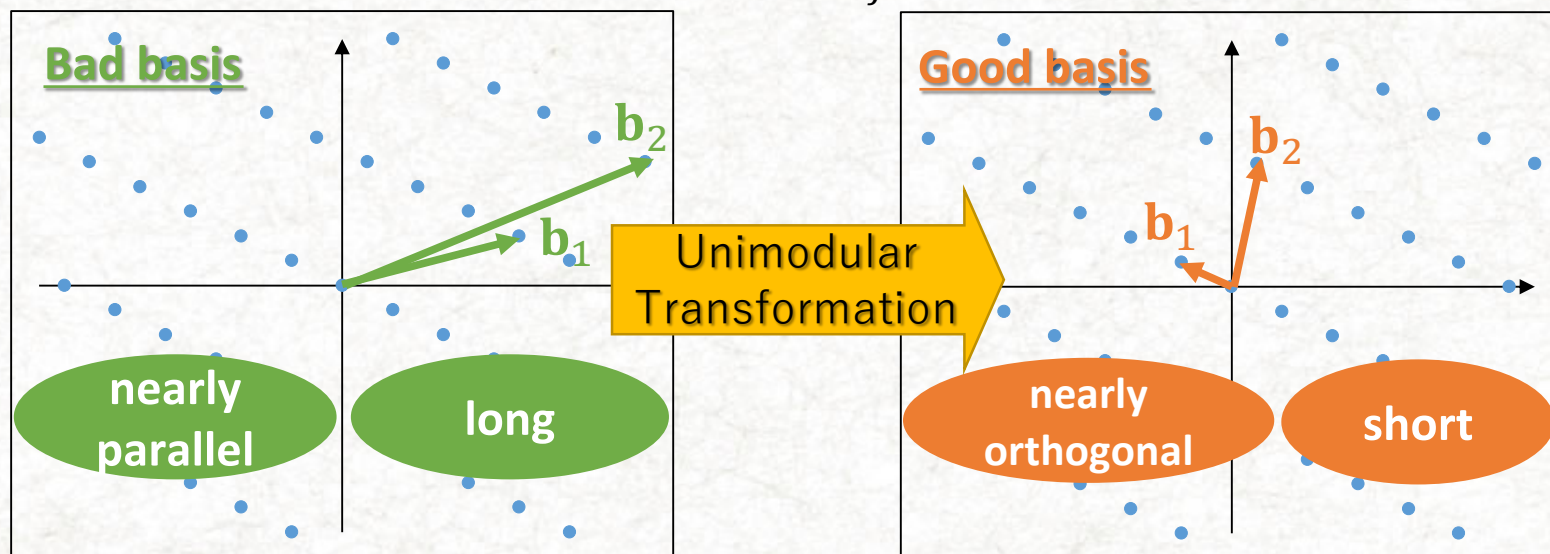 Bad basis
b₂
b₁
nearly
parallel
long
Unimodular
Transformation
Good basis
b₂
b₁
nearly
orthogonal
short